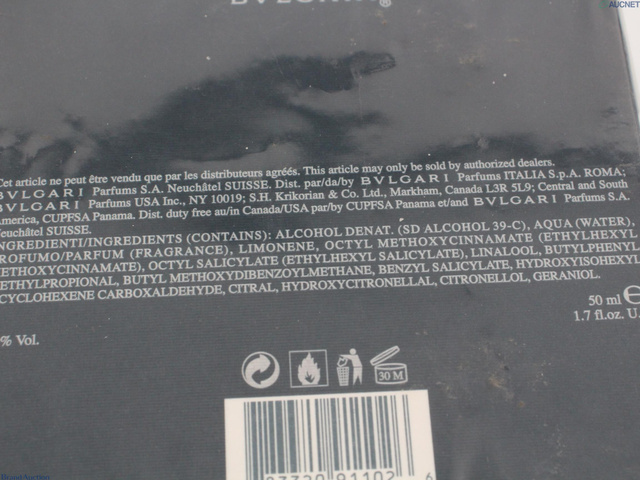 AUCNET
BVLGARI®
Cet article ne peut être vendu que par les distributeurs agréés. This article may only be sold by authorized dealers.
BVLGARI Parfums S.A. Neuchâtel SUISSE. Dist. par/da/by BVLGARI Parfums ITALIA S.p.A. ROMA;
BVLGARI Parfums USA Inc., NY 10019; S.H. Krikorian & Co. Ltd., Markham, Canada L3R 5L9; Central and South
America, CUPFSA Panama. Dist. duty free au/in Canada/USA par/by CUPFSA Panama et/and BVLGARI Parfums S.A.
Neuchâtel SUISSE.
INGREDIENTI/INGREDIENTS (CONTAINS): ALCOHOL DENAT. (SD ALCOHOL 39-C), AQUA (WATER),
PROFUMO/PARFUM (FRAGRANCE), LIMONENE, OCTYL METHOXYCINNAMATE (ETHYLHEXYL
METHOXYCINNAMATE), OCTYL SALICYLATE (ETHYLHEXYL SALICYLATE), LINALOOL, BUTYLPHENYL
METHYLPROPIONAL, BUTYL METHOXYDIBENZOYLMETHANE, BENZYL SALICYLATE, HYDROXYISOHEXYL
CYCLOHEXENE CARBOXALDEHYDE, CITRAL, HYDROXYCITRONELLAL, CITRONELLOL, GERANIOL.
50 ml e
1.7 fl.oz. U.
% Vol.
30 M
91102 6
BrandAuction